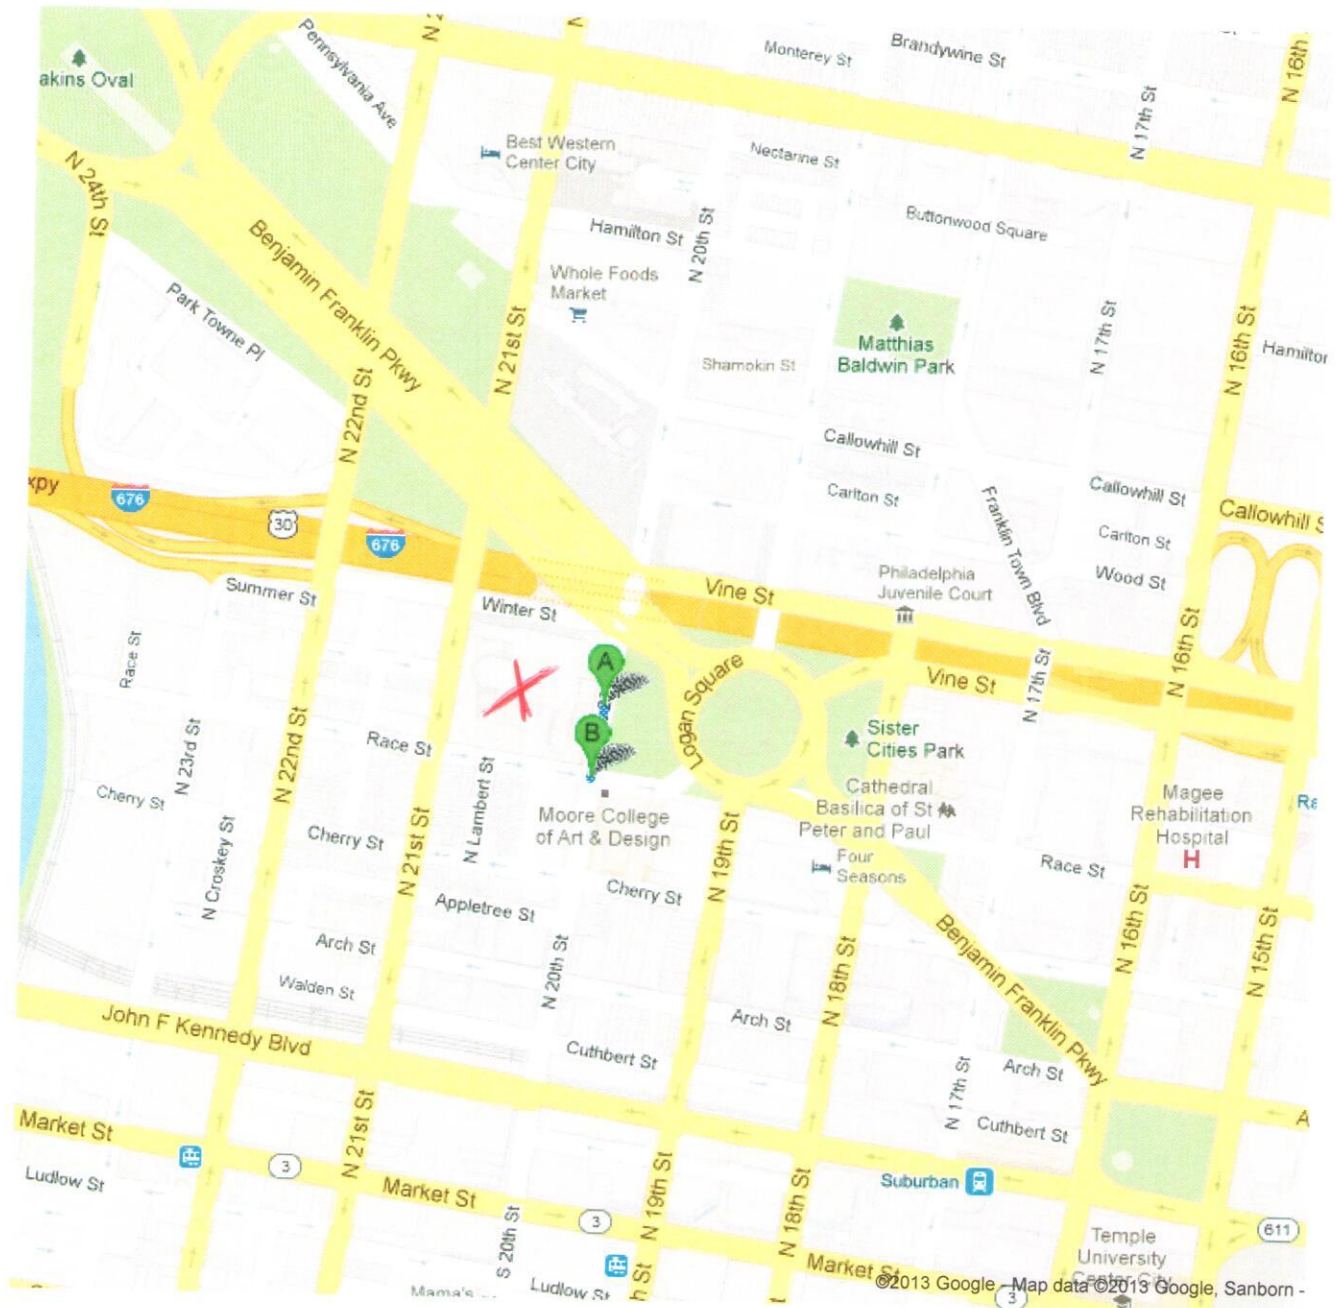 akins Oval
N 24th St
Pennsylvania Ave
N 2
N
Monterey St
Brandywine St
N 16th
N 17th St
Best Western
Center City
Nectarine St
Hamilton St
N 20th St
Buttonwood Square
Benjamin Franklin Pkwy
Whole Foods
Market
Park Towne Pl
N 21st St
Matthias
Baldwin Park
N 17th St
N 16th St
Hamilton
Shamokin St
N 22nd St
Callowhill St
Carlton St
Callowhill St
Callowhill S
Carlton St
Wood St
Franklin Town Blvd
xpy
676
30
676
Summer St
Winter St
Vine St
Philadelphia
Juvenile Court
Race St
A
B
Logan Square
Vine St
N 17th St
N 16th St
Sister
Cities Park
N 23rd St
N 22nd St
Race St
N Lambert St
Cherry St
Cherry St
N Croskey St
N 21st St
Moore College
of Art & Design
N 19th St
Cathedral
Basilica of St
Peter and Paul
Four
Seasons
Magee
Rehabilitation
Hospital
H
Ra
Race St
Cherry St
Appletree St
Arch St
Walden St
N 20th St
N 18th St
Benjamin Franklin Pkwy
N 16th St
N 15th St
Arch St
John F Kennedy Blvd
Cuthbert St
N 17th St
Arch St
Cuthbert St
A
Market St
N 21st St
3
Ludlow St
Market St
3
N 19th St
N 18th St
Suburban
611
S 20th St
Ludlow St
h St
t
Mama's
Market St
3
Temple
University
Center City
©2013 Google - Map data ©2013 Google, Sanborn -